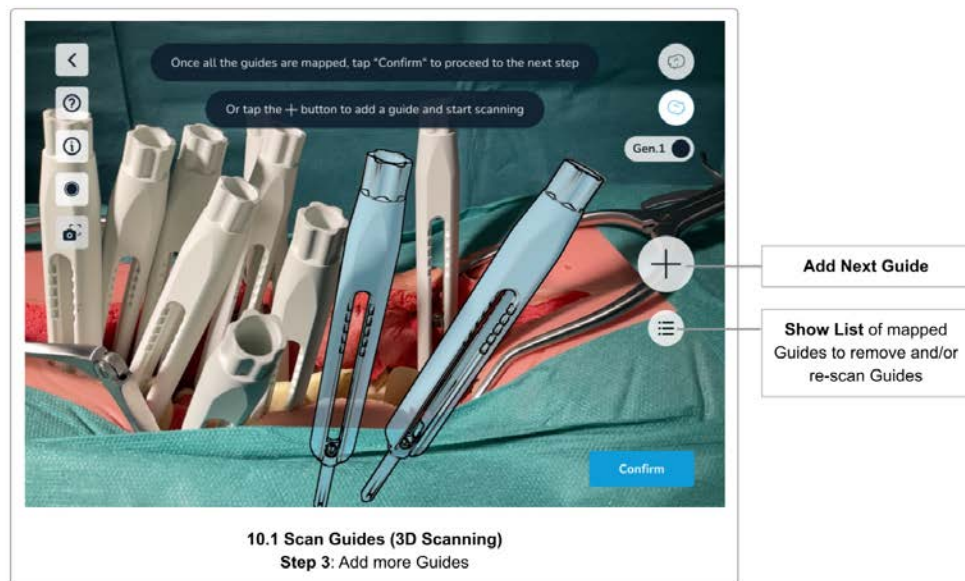 Once all the guides are mapped, tap "Confirm" to proceed to the next step
Or tap the + button to add a guide and start scanning
Gen.1
Add Next Guide
Show List of mapped
Guides to remove and/or
re-scan Guides
Confirm
10.1 Scan Guides (3D Scanning)
Step 3: Add more Guides